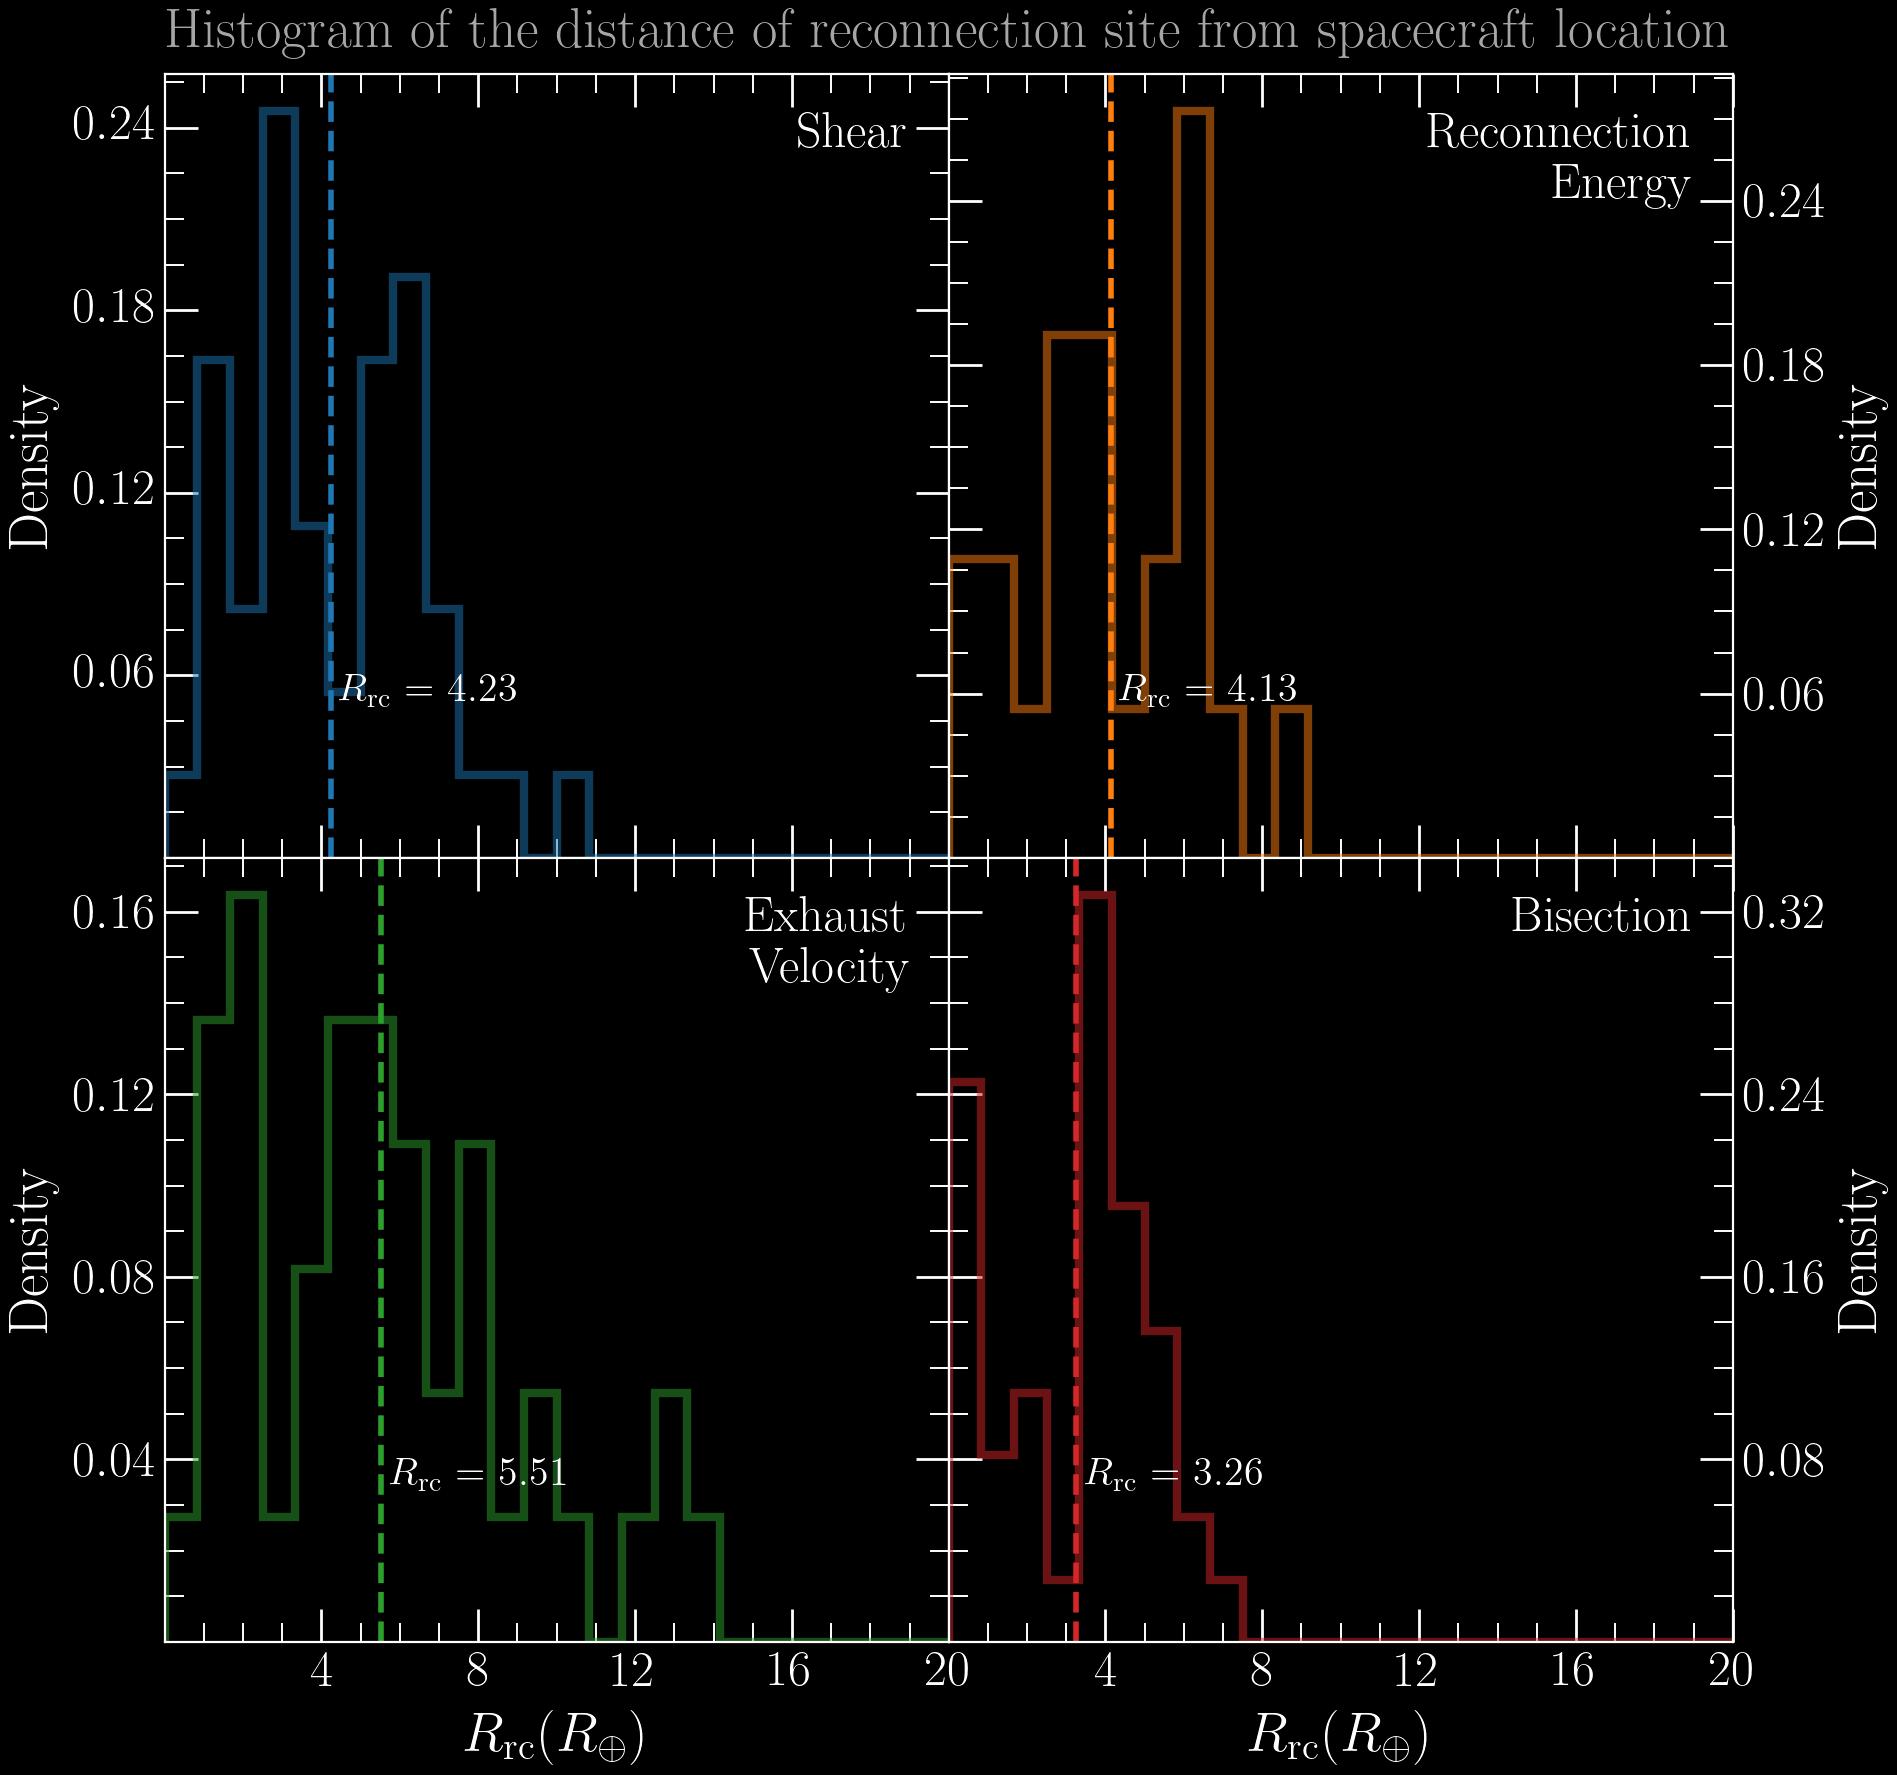 Histogram of the distance of reconnection site from spacecraft location
Shear
0.24
0.18
0.12
0.06
Density
R_rc = 4.23
Reconnection
Energy
0.24
0.18
0.12
0.06
Density
R_rc = 4.13
Exhaust
Velocity
0.16
0.12
0.08
0.04
Density
R_rc = 5.51
Bisection
0.32
0.24
0.16
0.08
Density
R_rc = 3.26
4 8 12 16 20 4 8 12 16 20
R_rc(R_⊕) R_rc(R_⊕)